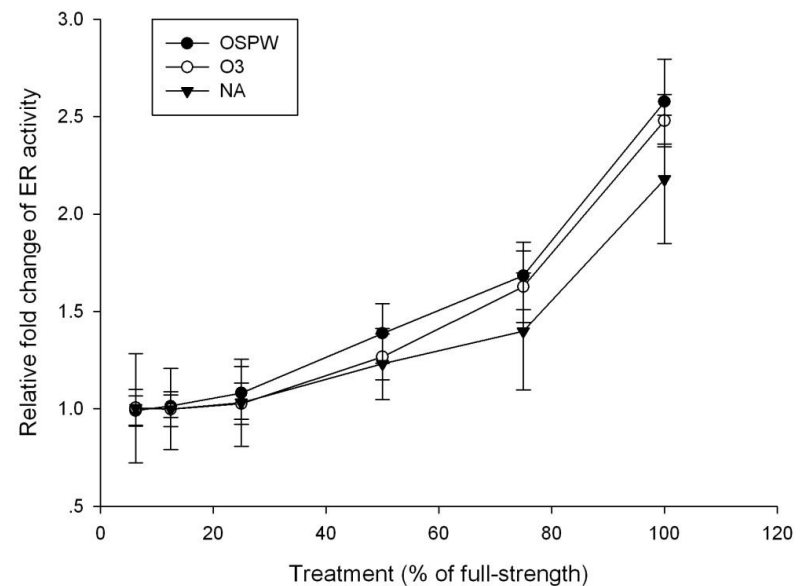 3.0
OSPW
O3
NA
2.5
2.0
1.5
1.0
.5
Relative fold change of ER activity
0 20 40 60 80 100 120
Treatment (% of full-strength)